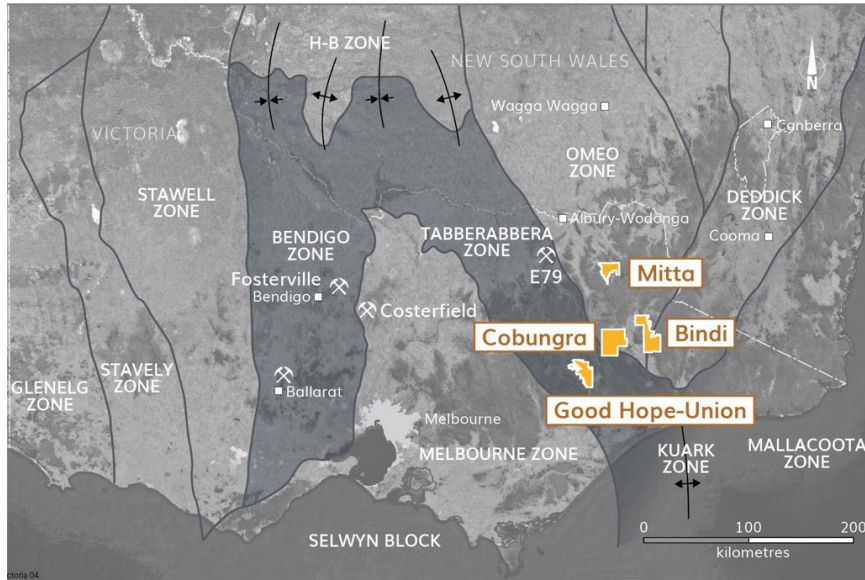 H-B ZONE
NEW SOUTH WALES
N
Wagga Wagga
Canberra
VICTORIA
OMEO
ZONE
STAWELL
ZONE
DEDDICK
ZONE
Albury-Wodonga
BENDIGO
ZONE
TABBERABBERA
ZONE
Cooma
E79
Mitta
Fosterville
Bendigo
Costerfield
Cobungra
Bindi
STAVELY
ZONE
GLENELG
ZONE
Ballarat
Melbourne
Good Hope-Union
MELBOURNE ZONE
KUARK
ZONE
MALLACOOTA
ZONE
SELWYN BLOCK
0 100 200
kilometres
ctoria 04